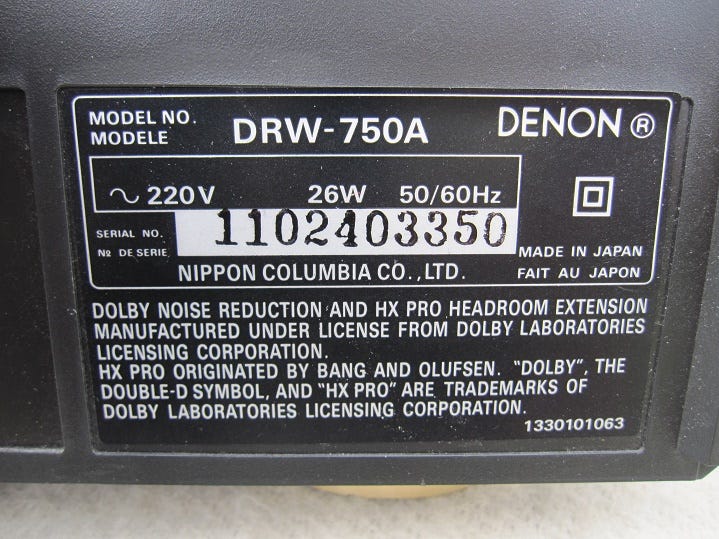 MODEL NO.
MODELE
DRW-750A
DENON ®
~ 220V 26W 50/60Hz
SERIAL NO.
Nº DE SERIE
1102403350
NIPPON COLUMBIA CO.,LTD.
MADE IN JAPAN
FAIT AU JAPON
DOLBY NOISE REDUCTION AND HX PRO HEADROOM EXTENSION
MANUFACTURED UNDER LICENSE FROM DOLBY LABORATORIES
LICENSING CORPORATION.
HX PRO ORIGINATED BY BANG AND OLUFSEN. "DOLBY", THE
DOUBLE-D SYMBOL, AND "HX PRO" ARE TRADEMARKS OF
DOLBY LABORATORIES LICENSING CORPORATION.
1330101063